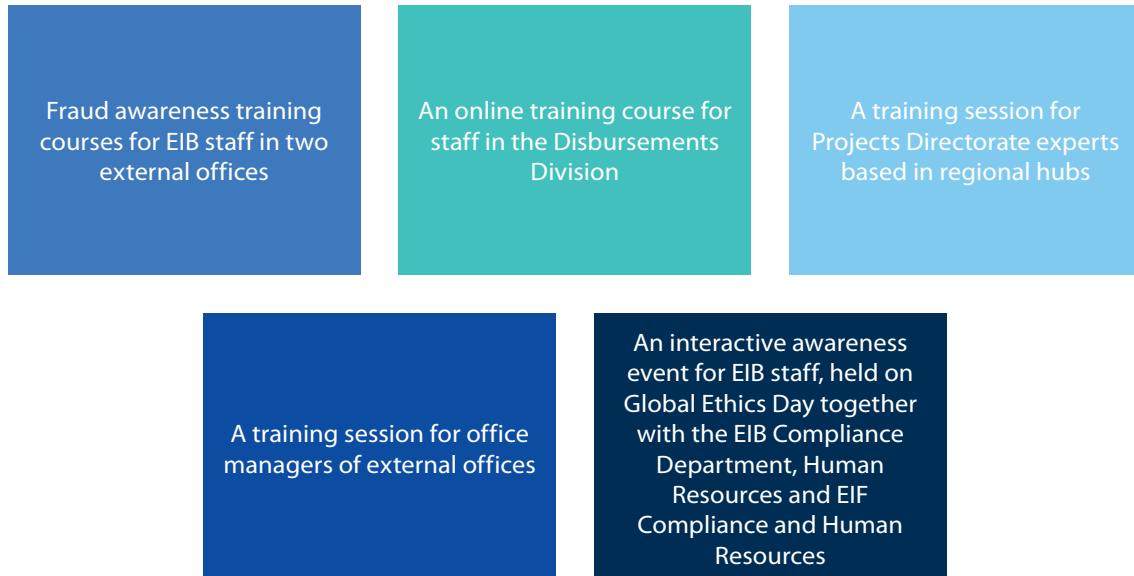 Fraud awareness training
courses for EIB staff in two
external offices
An online training course for
staff in the Disbursements
Division
A training session for
Projects Directorate experts
based in regional hubs
A training session for office
managers of external offices
An interactive awareness
event for EIB staff, held on
Global Ethics Day together
with the EIB Compliance
Department, Human
Resources and EIF
Compliance and Human
Resources